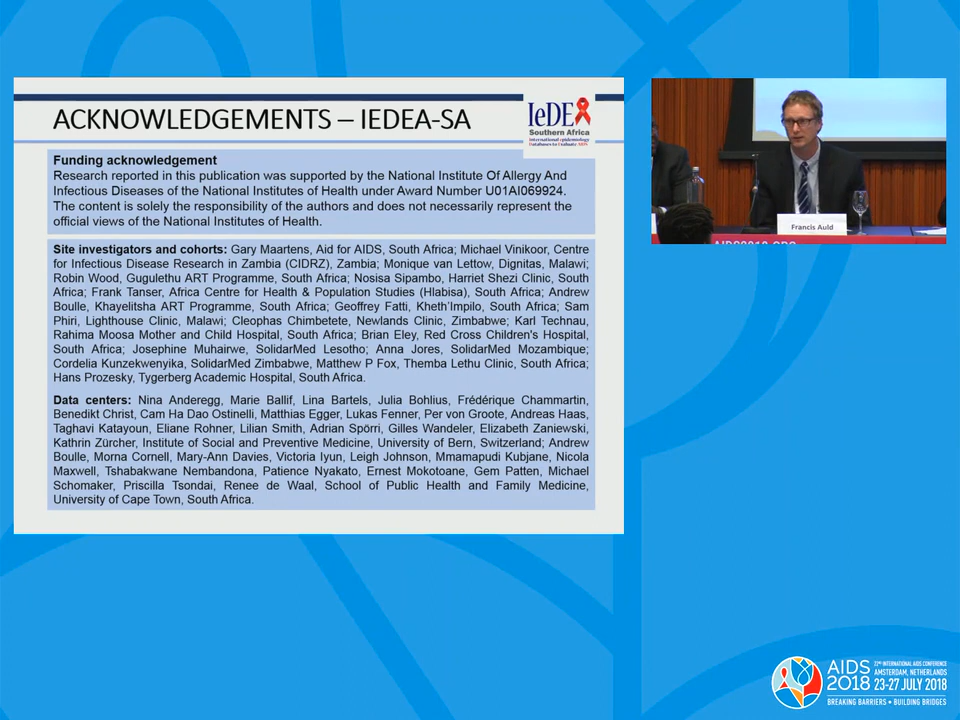 ACKNOWLEDGEMENTS – IEDEA-SA
IeDEA
Southern Africa
International epidemiology
Databases to Evaluate AIDS
Funding acknowledgement
Research reported in this publication was supported by the National Institute Of Allergy And
Infectious Diseases of the National Institutes of Health under Award Number U01AI069924.
The content is solely the responsibility of the authors and does not necessarily represent the
official views of the National Institutes of Health.
Site investigators and cohorts: Gary Maartens, Aid for AIDS, South Africa; Michael Vinikoor, Centre
for Infectious Disease Research in Zambia (CIDRZ), Zambia; Monique van Lettow, Dignitas, Malawi;
Robin Wood, Gugulethu ART Programme, South Africa; Nosisa Sipambo, Harriet Shezi Clinic, South
Africa; Frank Tanser, Africa Centre for Health & Population Studies (Hlabisa), South Africa; Andrew
Boulle, Khayelitsha ART Programme, South Africa; Geoffrey Fatti, Kheth'Impilo, South Africa; Sam
Phiri, Lighthouse Clinic, Malawi; Cleophas Chimbetete, Newlands Clinic, Zimbabwe; Karl Technau,
Rahima Moosa Mother and Child Hospital, South Africa; Brian Eley, Red Cross Children's Hospital,
South Africa; Josephine Muhairwe, SolidarMed Lesotho; Anna Jores, SolidarMed Mozambique;
Cordelia Kunzekwenyika, SolidarMed Zimbabwe, Matthew P Fox, Themba Lethu Clinic, South Africa;
Hans Prozesky, Tygerberg Academic Hospital, South Africa.
Data centers: Nina Anderegg, Marie Ballif, Lina Bartels, Julia Bohlius, Frédérique Chammartin,
Benedikt Christ, Cam Ha Dao Ostinelli, Matthias Egger, Lukas Fenner, Per von Groote, Andreas Haas,
Taghavi Katayoun, Eliane Rohner, Lilian Smith, Adrian Spörri, Gilles Wandeler, Elizabeth Zaniewski,
Kathrin Zürcher, Institute of Social and Preventive Medicine, University of Bern, Switzerland; Andrew
Boulle, Morna Cornell, Mary-Ann Davies, Victoria Iyun, Leigh Johnson, Mmamapudi Kubjane, Nicola
Maxwell, Tshabakwane Nembandona, Patience Nyakato, Ernest Mokotoane, Gem Patten, Michael
Schomaker, Priscilla Tsondai, Renee de Waal, School of Public Health and Family Medicine,
University of Cape Town, South Africa.
Francis Auld
AIDS2018.ORG
AIDS
2018
22ND INTERNATIONAL AIDS CONFERENCE
AMSTERDAM, NETHERLANDS
23-27 JULY 2018
BREAKING BARRIERS • BUILDING BRIDGES